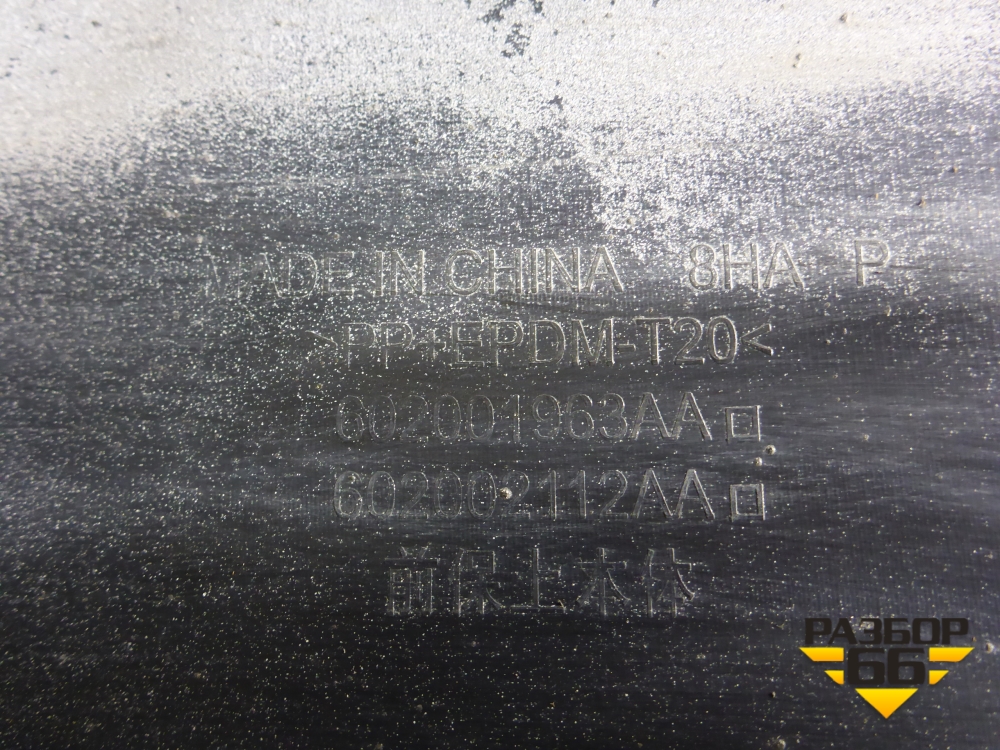 MADE IN CHINA 8HA P
>PP+EPDM-T20<
602001963AA
602002112AA
前保上本体
РАЗБОР
66